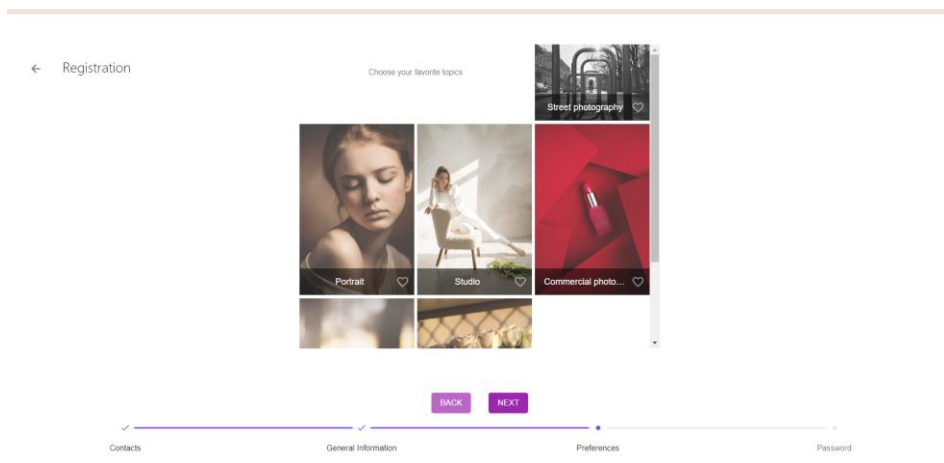 Registration
Choose your favorite topics
Street photography
Portrait
Studio
Commercial photo...
BACK
NEXT
Contacts
General Information
Preferences
Password